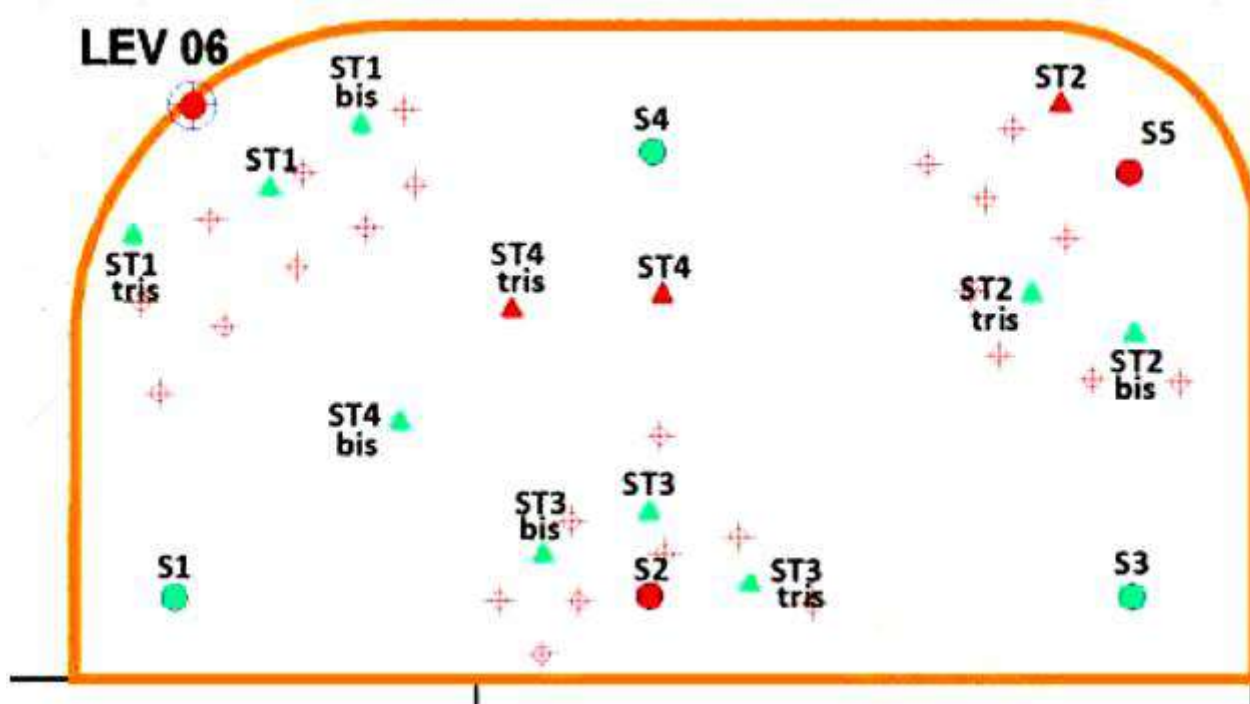 LEV 06
ST1
bis
ST2
S4
S5
ST1
ST1
tris
ST4
tris
ST4
ST2
tris
ST2
bis
ST4
bis
ST3
ST3
bis
S1
S2
ST3
tris
S3